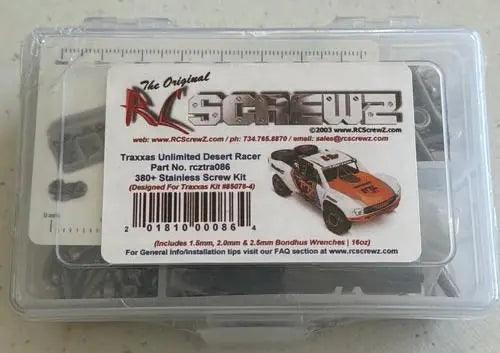 The Original
RCSCREWZ
©2003 www.RCScrewZ.com
web: www.RCScrewZ.com / ph: 734.765.8870 / email: sales@rcscrewz.com
Traxxas Unlimited Desert Racer
Part No. rcztra086
380+ Stainless Screw Kit
(Designed For Traxxas Kit #85078-4)
2 01810 00086 4
(Includes 1.5mm, 2.0mm & 2.5mm Bondhus Wrenches | 16oz)
For General info/installation tips visit our FAQ section at www.rcscrewz.com